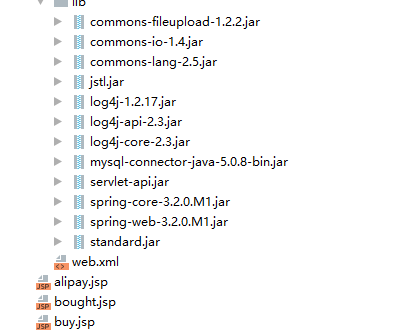 lib
commons-fileupload-1.2.2.jar
commons-io-1.4.jar
commons-lang-2.5.jar
jstl.jar
log4j-1.2.17.jar
log4j-api-2.3.jar
log4j-core-2.3.jar
mysql-connector-java-5.0.8-bin.jar
servlet-api.jar
spring-core-3.2.0.M1.jar
spring-web-3.2.0.M1.jar
standard.jar
web.xml
JSP alipay.jsp
JSP bought.jsp
JSP buy.jsp